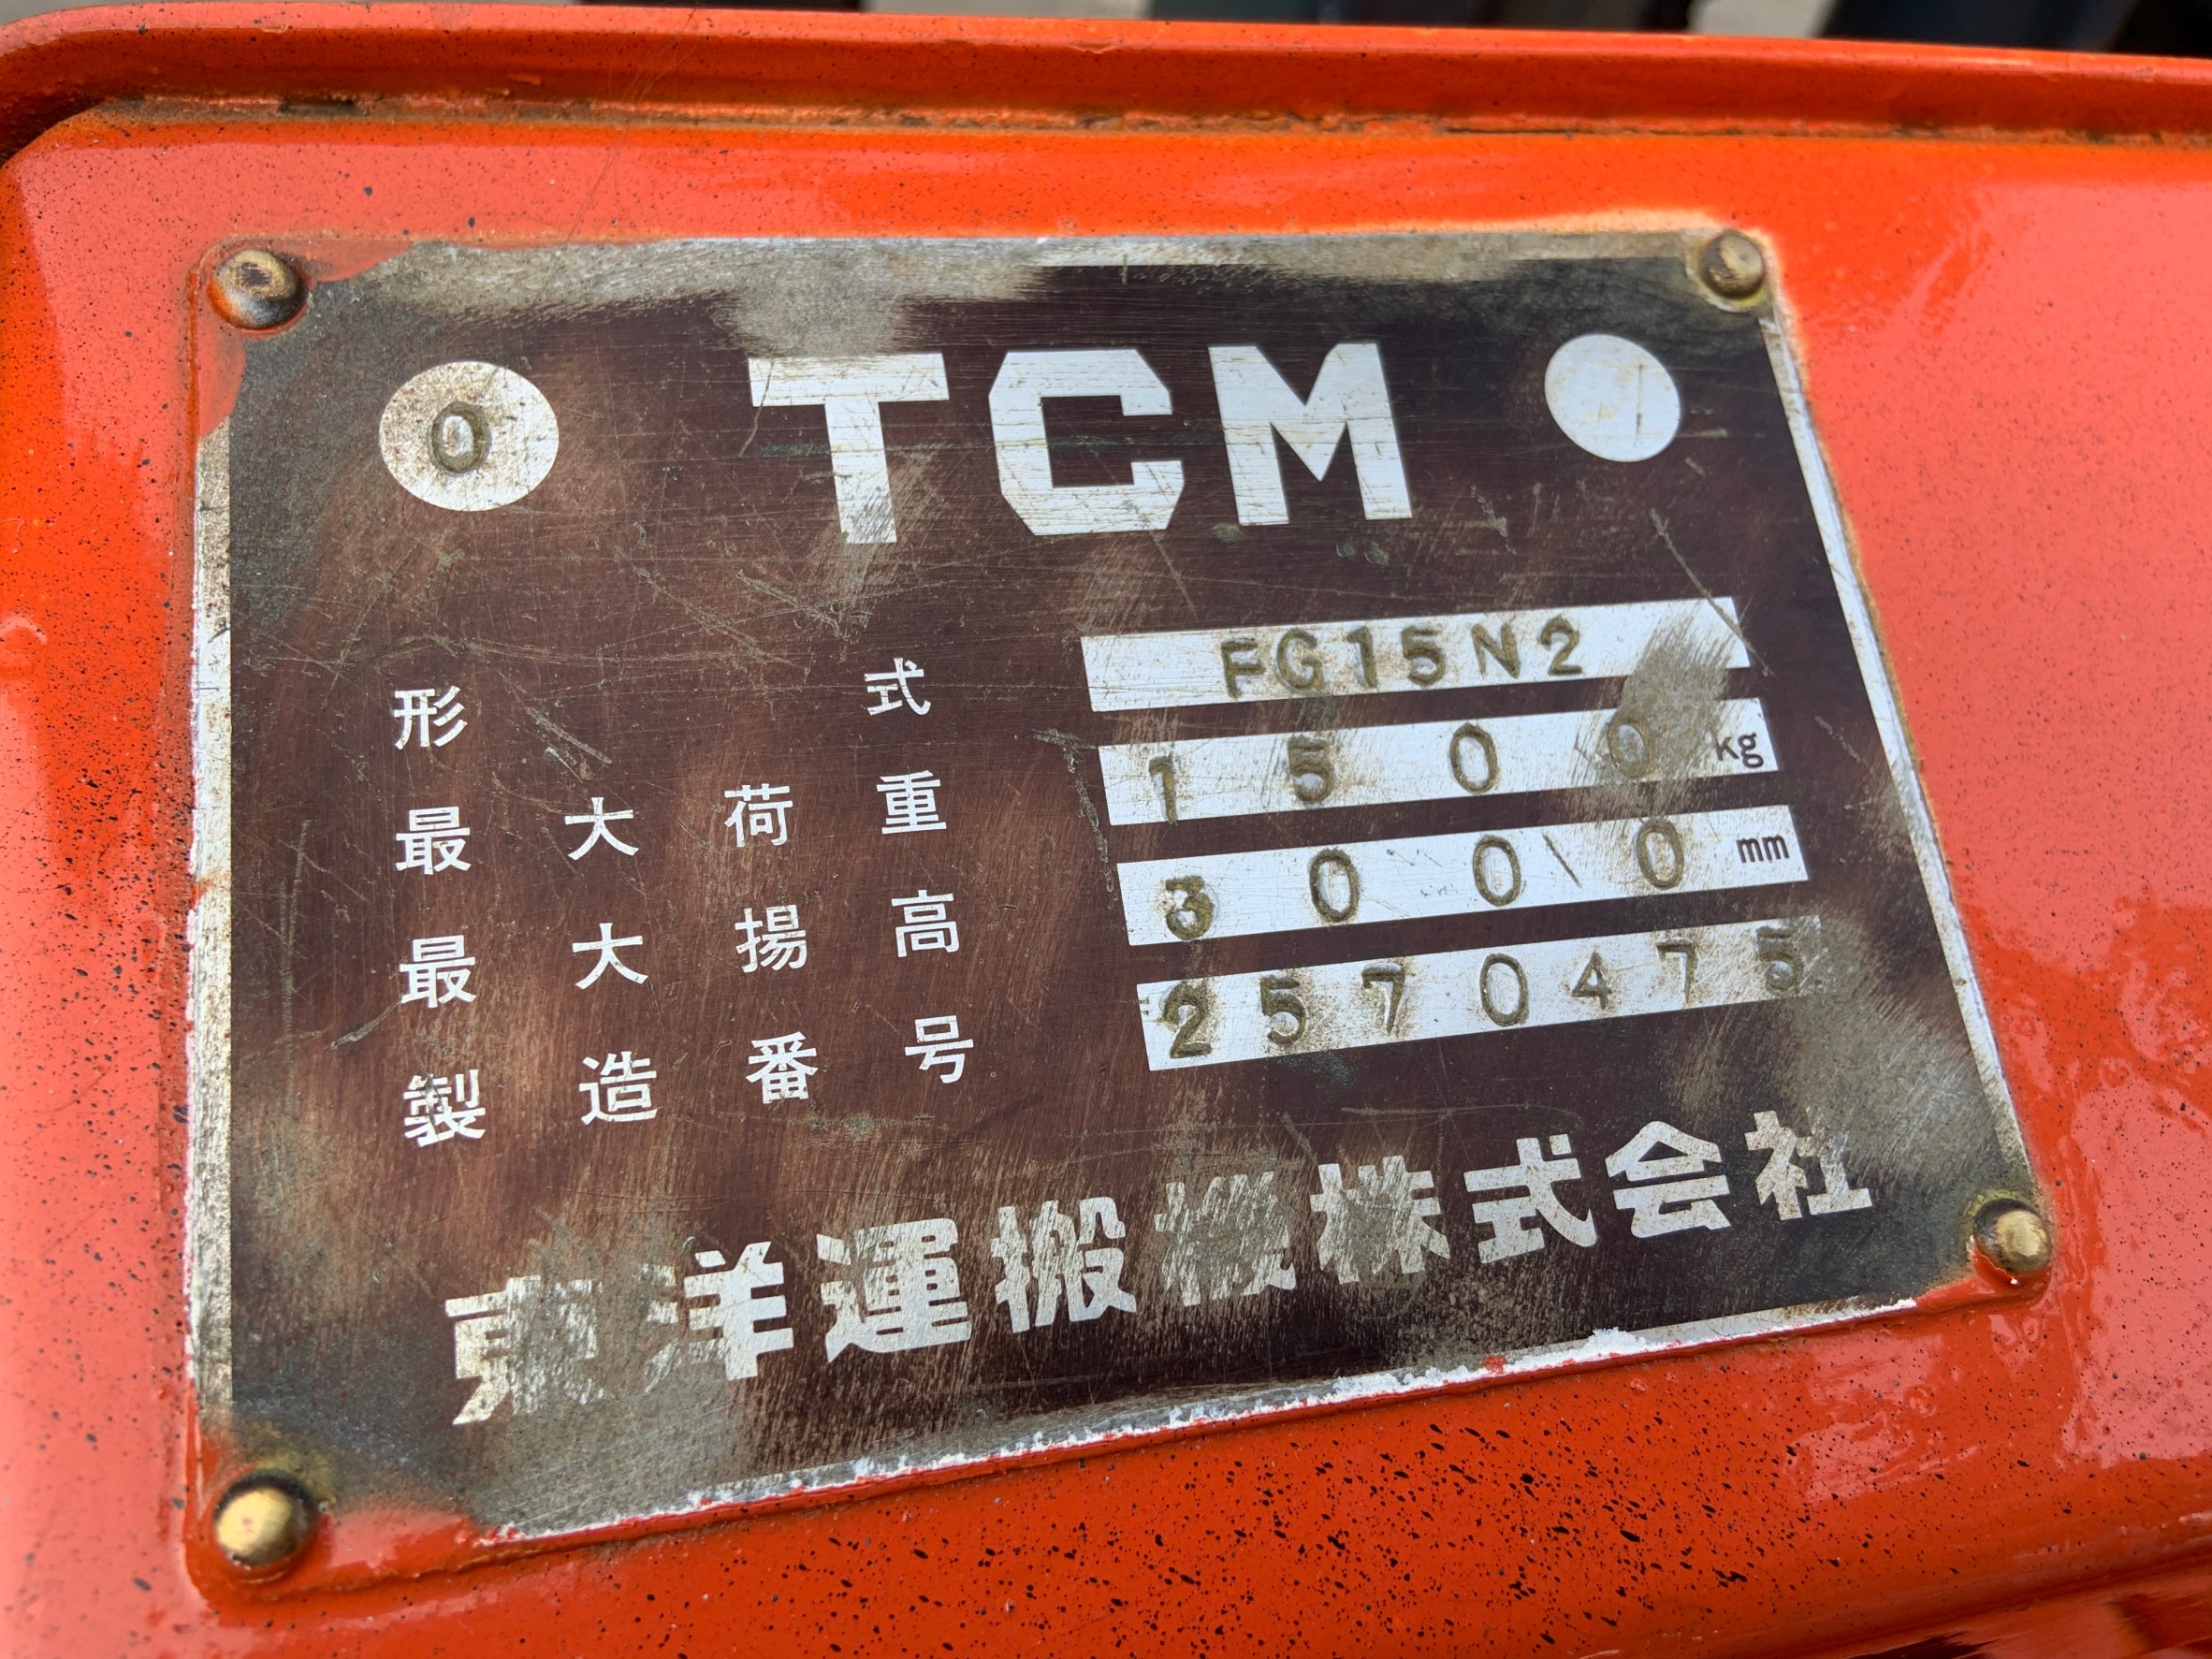 0 TCM
形式 FG15N2
最大荷重 1500 kg
最大揚高 3000 mm
製造番号 2570475
東洋運搬機株式会社